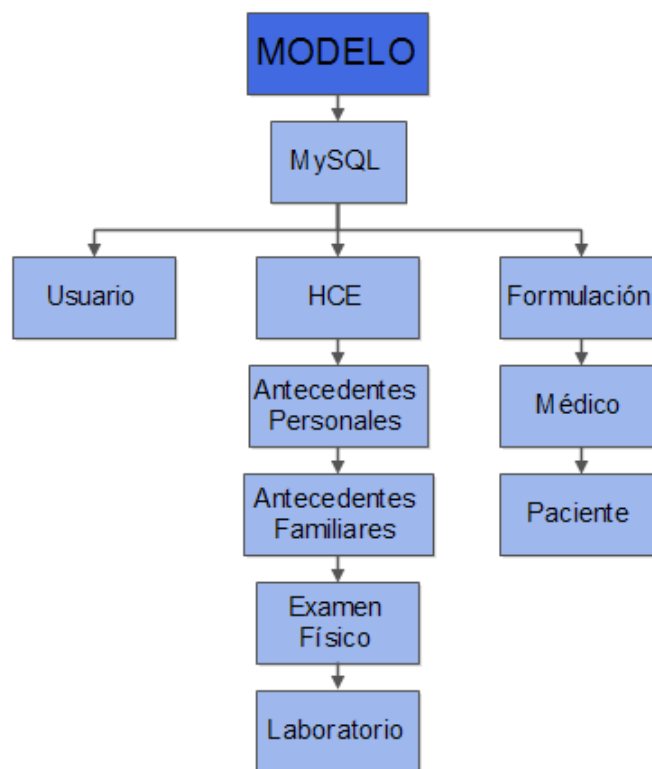 MODELO
MySQL
Usuario
HCE
Formulación
Antecedentes
Personales
Médico
Antecedentes
Familiares
Paciente
Examen
Físico
Laboratorio